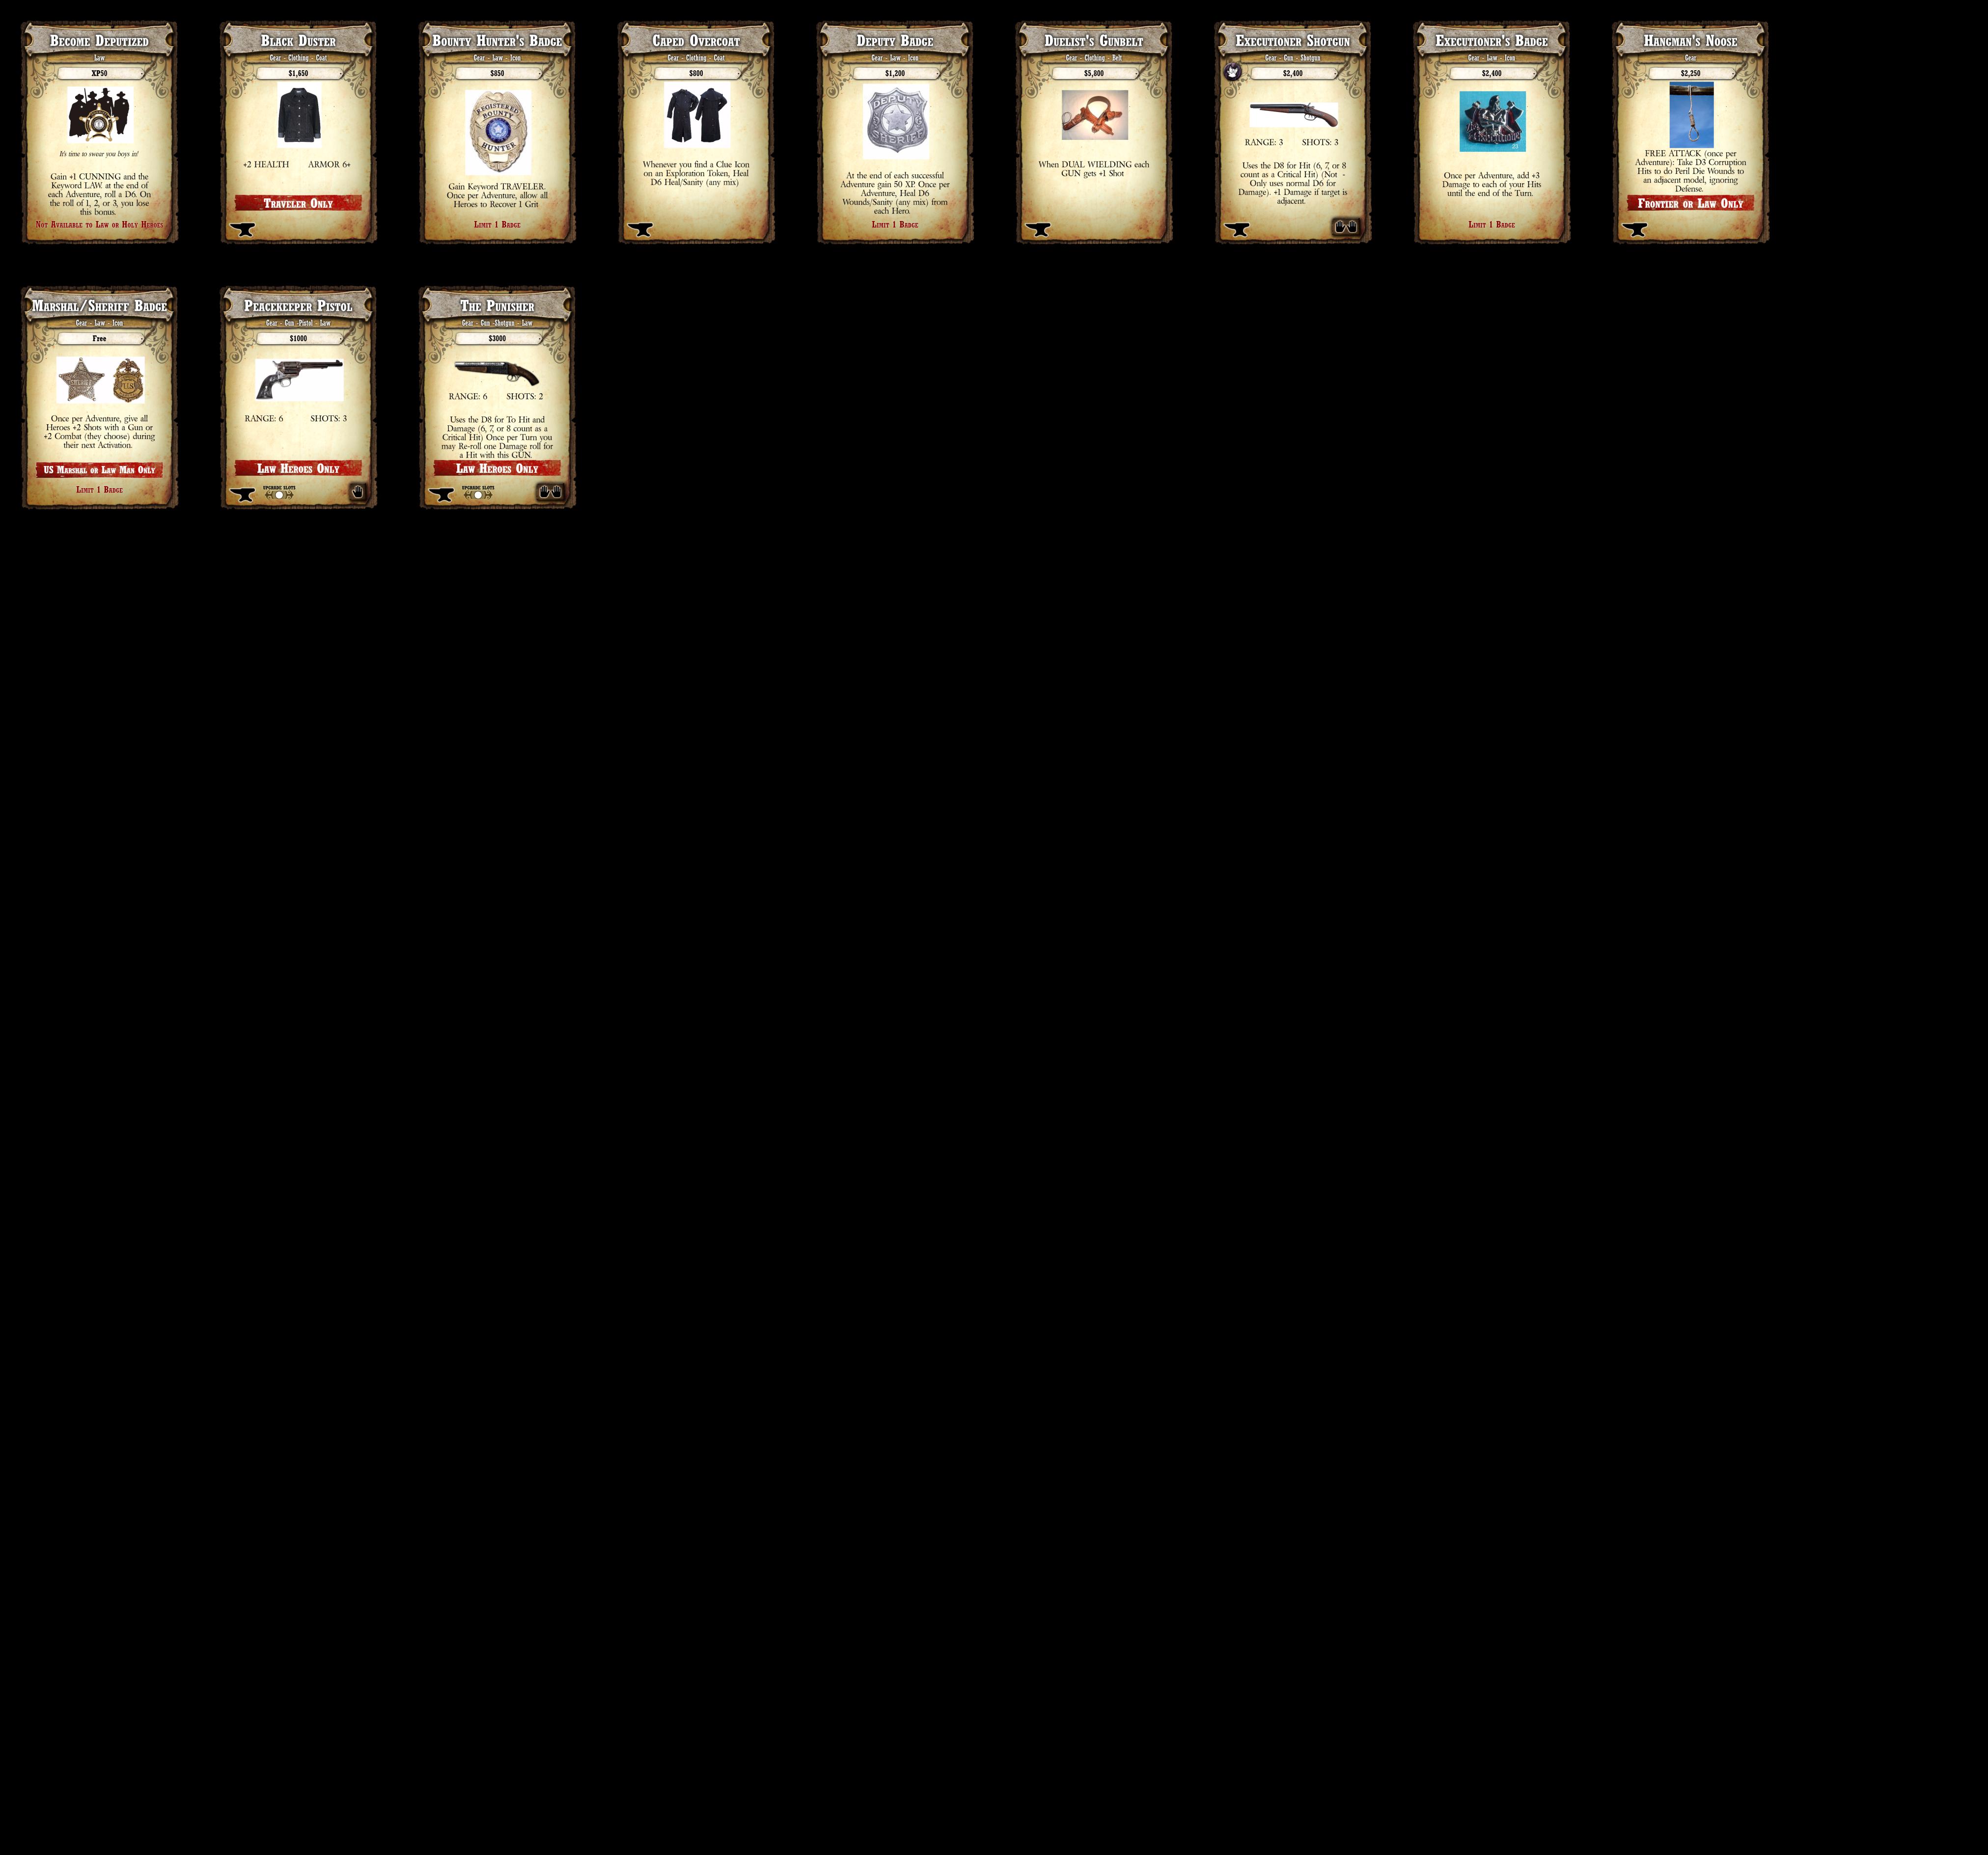 Become Deputized
Law
XP50
It's time to swear you boys in!
Gain +1 CUNNING and the
Keyword LAW. at the end of
each Adventure, roll a D6. On
the roll of 1, 2, or 3, you lose
this bonus.
Not Available to Law or Holy Heroes
Black Duster
Gear - Clothing - Coat
$1,650
+2 HEALTH ARMOR 6+
Traveler Only
Bounty Hunter's Badge
Gear - Law - Icon
$850
REGISTERED
BOUNTY
HUNTER
Gain Keyword TRAVELER.
Once per Adventure, allow all
Heroes to Recover 1 Grit
Limit 1 Badge
Caped Overcoat
Gear - Clothing - Coat
$800
Whenever you find a Clue Icon
on an Exploration Token, Heal
D6 Heal/Sanity (any mix)
Deputy Badge
Gear - Law - Icon
$1,200
DEPUTY
SHERIFF
At the end of each successful
Adventure gain 50 XP. Once per
Adventure, Heal D6
Wounds/Sanity (any mix) from
each Hero.
Limit 1 Badge
Duelist's Gunbelt
Gear - Clothing - Belt
$5,800
When DUAL WIELDING each
GUN gets +1 Shot
Executioner Shotgun
Gear - Gun - Shotgun
$2,400
RANGE: 3 SHOTS: 3
Uses the D8 for Hit (6, 7, or 8
count as a Critical Hit) (Not -
Only uses normal D6 for
Damage). +1 Damage if target is
adjacent.
Executioner's Badge
Gear - Law - Icon
$2,400
Once per Adventure, add +3
Damage to each of your Hits
until the end of the Turn.
Limit 1 Badge
Hangman's Noose
Gear
$2,250
FREE ATTACK (once per
Adventure): Take D3 Corruption
Hits to do Peril Die Wounds to
an adjacent model, ignoring
Defense.
Frontier or Law Only
Marshal/Sheriff Badge
Gear - Law - Icon
Free
SHERIFF
U.S
Once per Adventure, give all
Heroes +2 Shots with a Gun or
+2 Combat (they choose) during
their next Activation.
US Marshal or Law Man Only
Limit 1 Badge
Peacekeeper Pistol
Gear - Gun -Pistol - Law
$1000
RANGE: 6 SHOTS: 3
Law Heroes Only
UPGRADE SLOTS
The Punisher
Gear - Gun -Shotgun - Law
$3000
RANGE: 6 SHOTS: 2
Uses the D8 for To Hit and
Damage (6, 7, or 8 count as a
Critical Hit) Once per Turn you
may Re-roll one Damage roll for
a Hit with this GUN.
Law Heroes Only
UPGRADE SLOTS